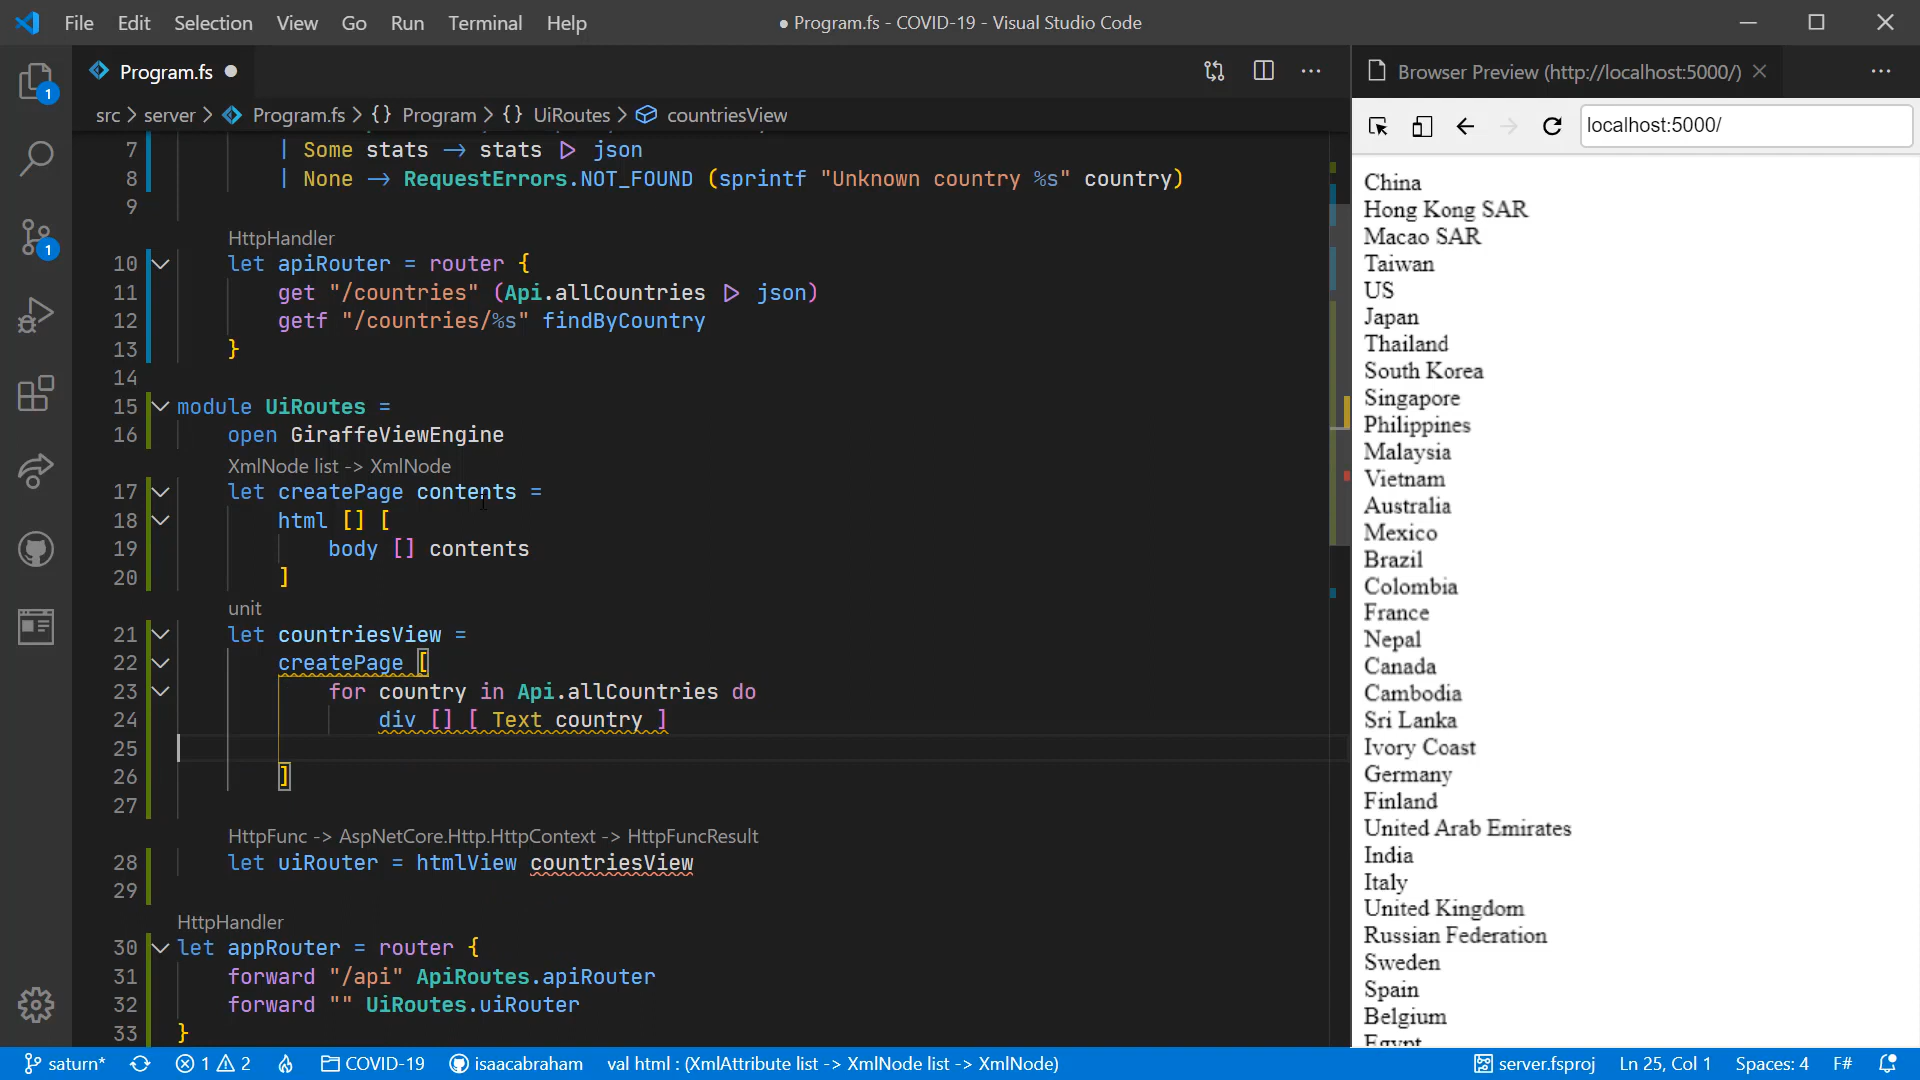 File Edit Selection View Go Run Terminal Help
● Program.fs - COVID-19 - Visual Studio Code
Program.fs ●
Browser Preview (http://localhost:5000/)
src > server > Program.fs > {} Program > {} UiRoutes > countriesView
localhost:5000/
7 | Some stats -> stats ▷ json
8 | None -> RequestErrors.NOT_FOUND (sprintf "Unknown country %s" country)
9
HttpHandler
10 let apiRouter = router {
11 get "/countries" (Api.allCountries ▷ json)
12 getf "/countries/%s" findByCountry
13 }
14
15 module UiRoutes =
16 open GiraffeViewEngine
XmlNode list -> XmlNode
17 let createPage contents =
18 html [] [
19 body [] contents
20 ]
unit
21 let countriesView =
22 createPage [
23 for country in Api.allCountries do
24 div [] [ Text country ]
25
26 ]
27
HttpFunc -> AspNetCore.Http.HttpContext -> HttpFuncResult
28 let uiRouter = htmlView countriesView
29
HttpHandler
30 let appRouter = router {
31 forward "/api" ApiRoutes.apiRouter
32 forward "" UiRoutes.uiRouter
33 }
China
Hong Kong SAR
Macao SAR
Taiwan
US
Japan
Thailand
South Korea
Singapore
Philippines
Malaysia
Vietnam
Australia
Mexico
Brazil
Colombia
France
Nepal
Canada
Cambodia
Sri Lanka
Ivory Coast
Germany
Finland
United Arab Emirates
India
Italy
United Kingdom
Russian Federation
Sweden
Spain
Belgium
Egypt
1
1
saturn* 1 2 COVID-19 isaacabraham val html : (XmlAttribute list -> XmlNode list -> XmlNode) server.fsproj Ln 25, Col 1 Spaces: 4 F#